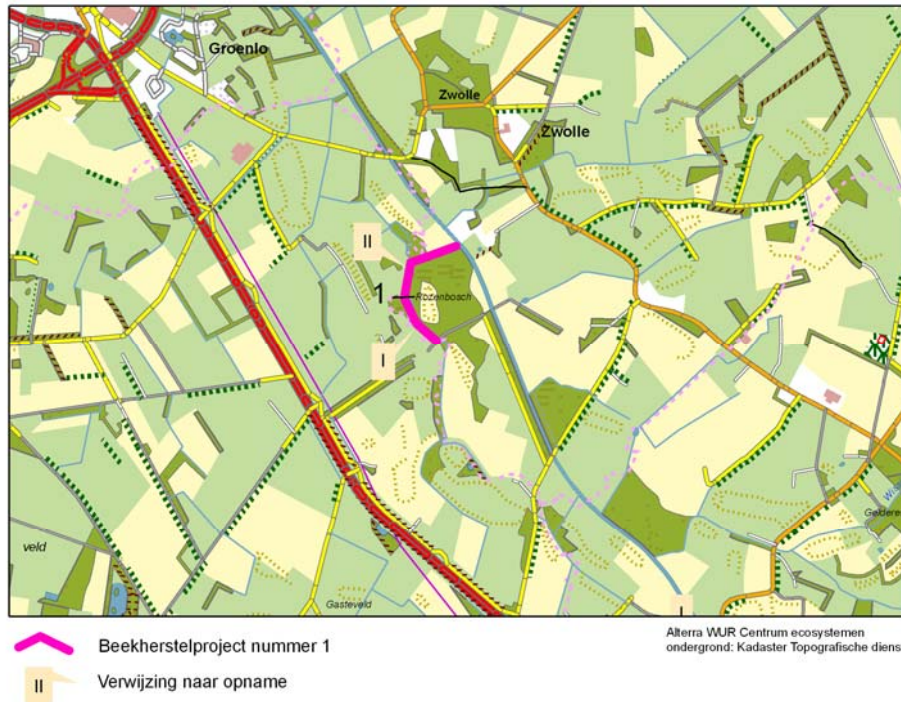 Groenlo
Zwolle
Zwolle
II
1
Rozenbosch
I
veld
Gasteveld
I
Beekherstelproject nummer 1
Alterra WUR Centrum ecosystemen
ondergrond: Kadaster Topografische diens
II
Verwijzing naar opname